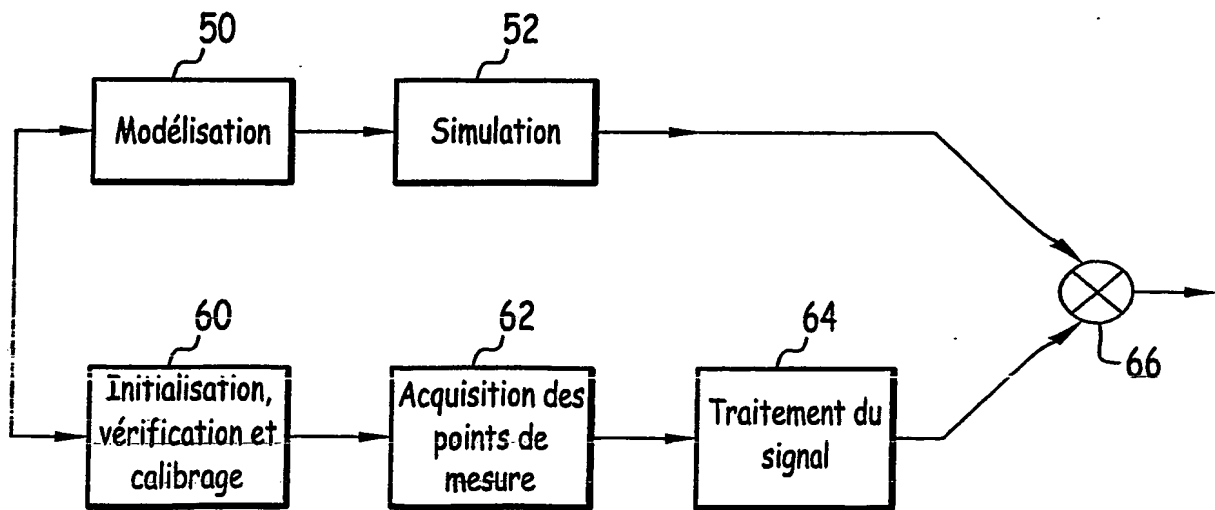 50
52
Modélisation
Simulation
60
62
64
66
Initialisation,
vérification et
calibrage
Acquisition des
points de
mesure
Traitement du
signal